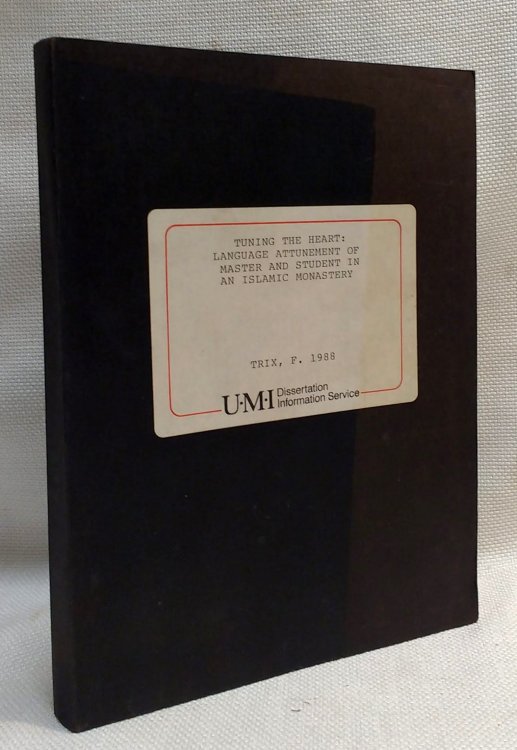 TUNING THE HEART:
LANGUAGE ATTUNEMENT OF
MASTER AND STUDENT IN
AN ISLAMIC MONASTERY
TRIX, F. 1988
U·M·I Dissertation
Information Service